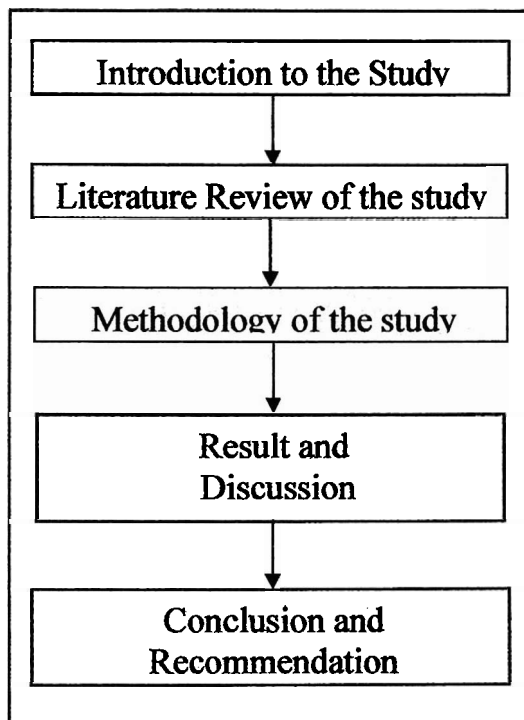 Introduction to the Study
Literature Review of the study
Methodology of the study
Result and
Discussion
Conclusion and
Recommendation